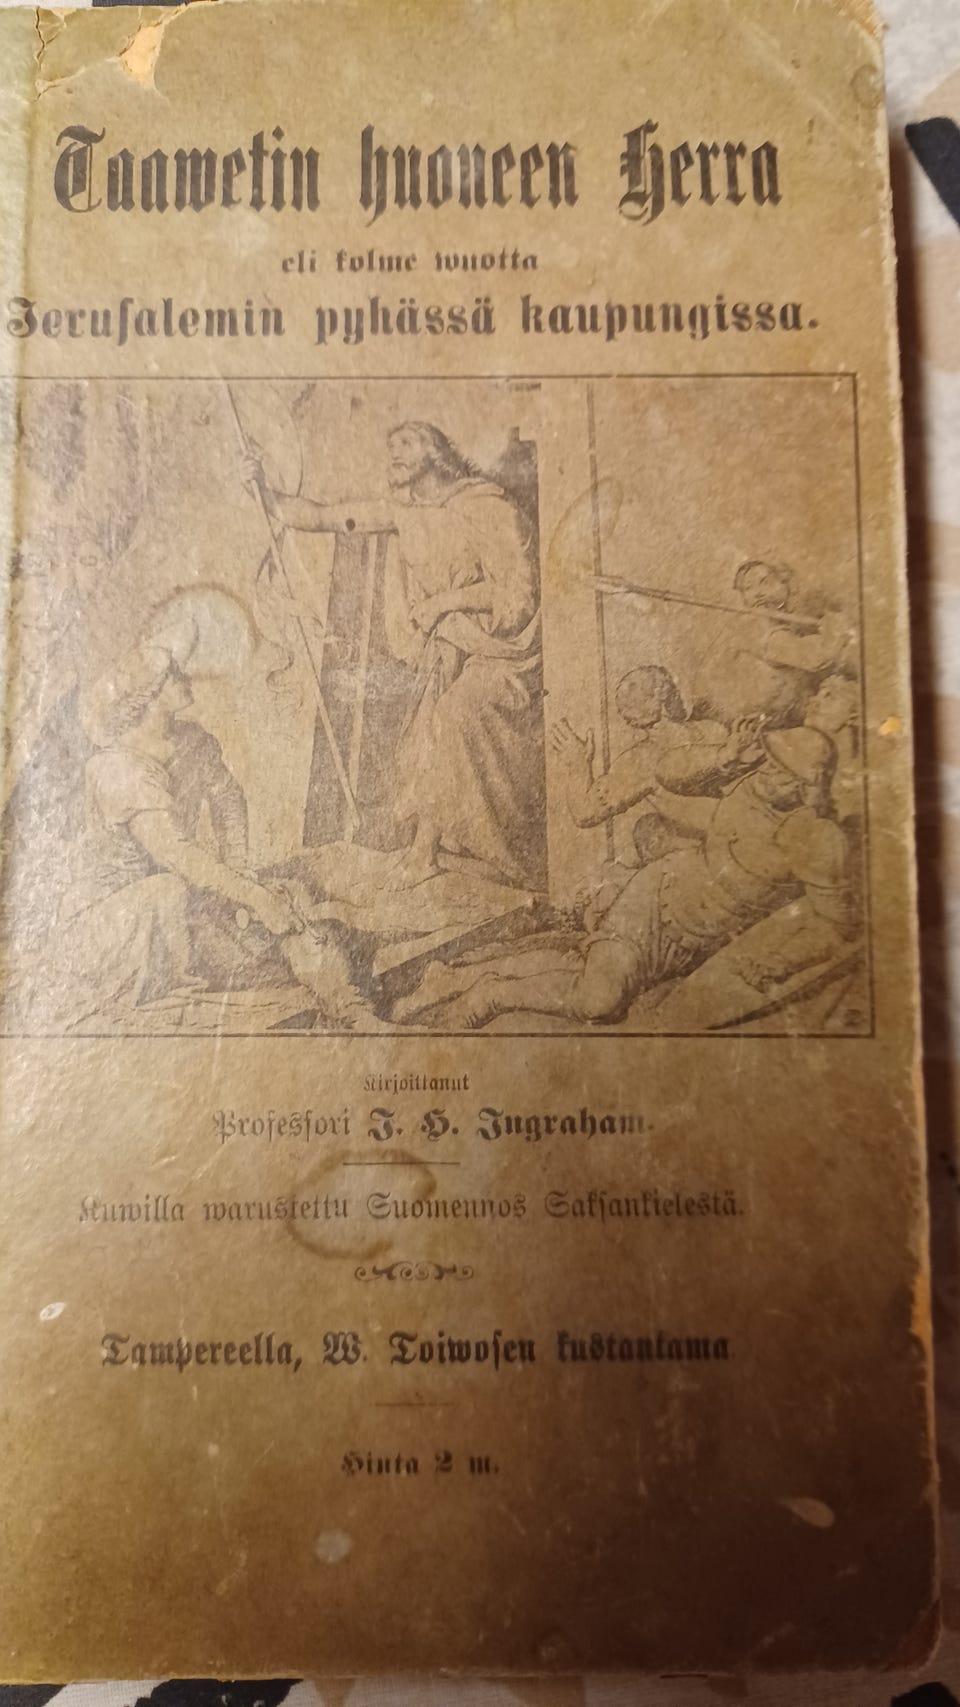 Taawetin huoneen Herra
eli kolme wuotta
Jerusalemin pyhässä kaupungissa.
Kirjoittanut
Professori J. H. Ingraham.
Kuwilla warustettu Suomennos Saksankielestä.
Tampereella, W. Toiwosen kustantama
Hinta 2 m.